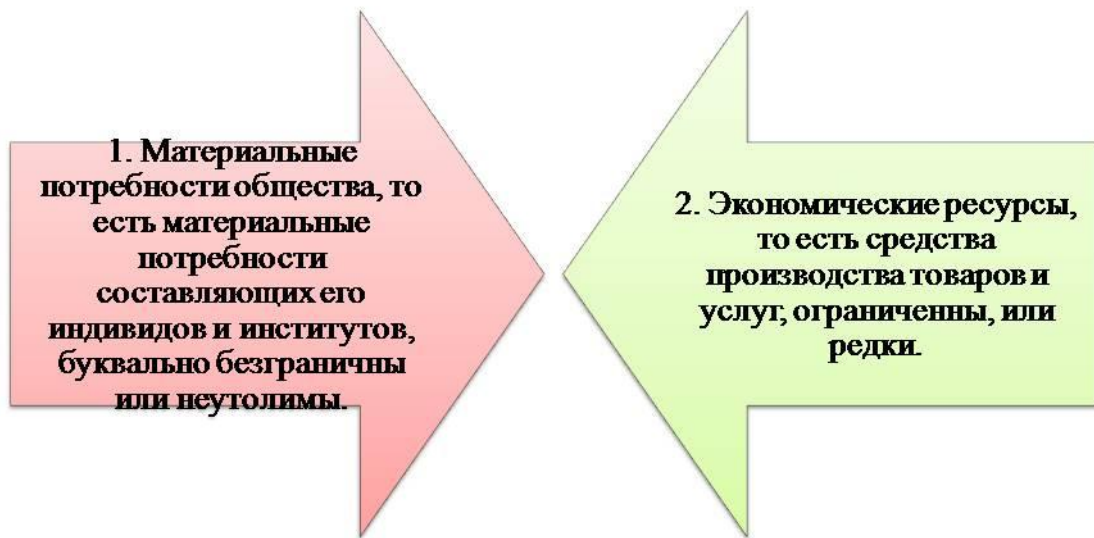 1. Материальные
потребности общества, то
есть материальные
потребности
составляющих его
индивидов и институтов,
буквально безграничны
или неутолимы.
2. Экономические ресурсы,
то есть средства
производства товаров и
услуг, ограниченны, или
редки.